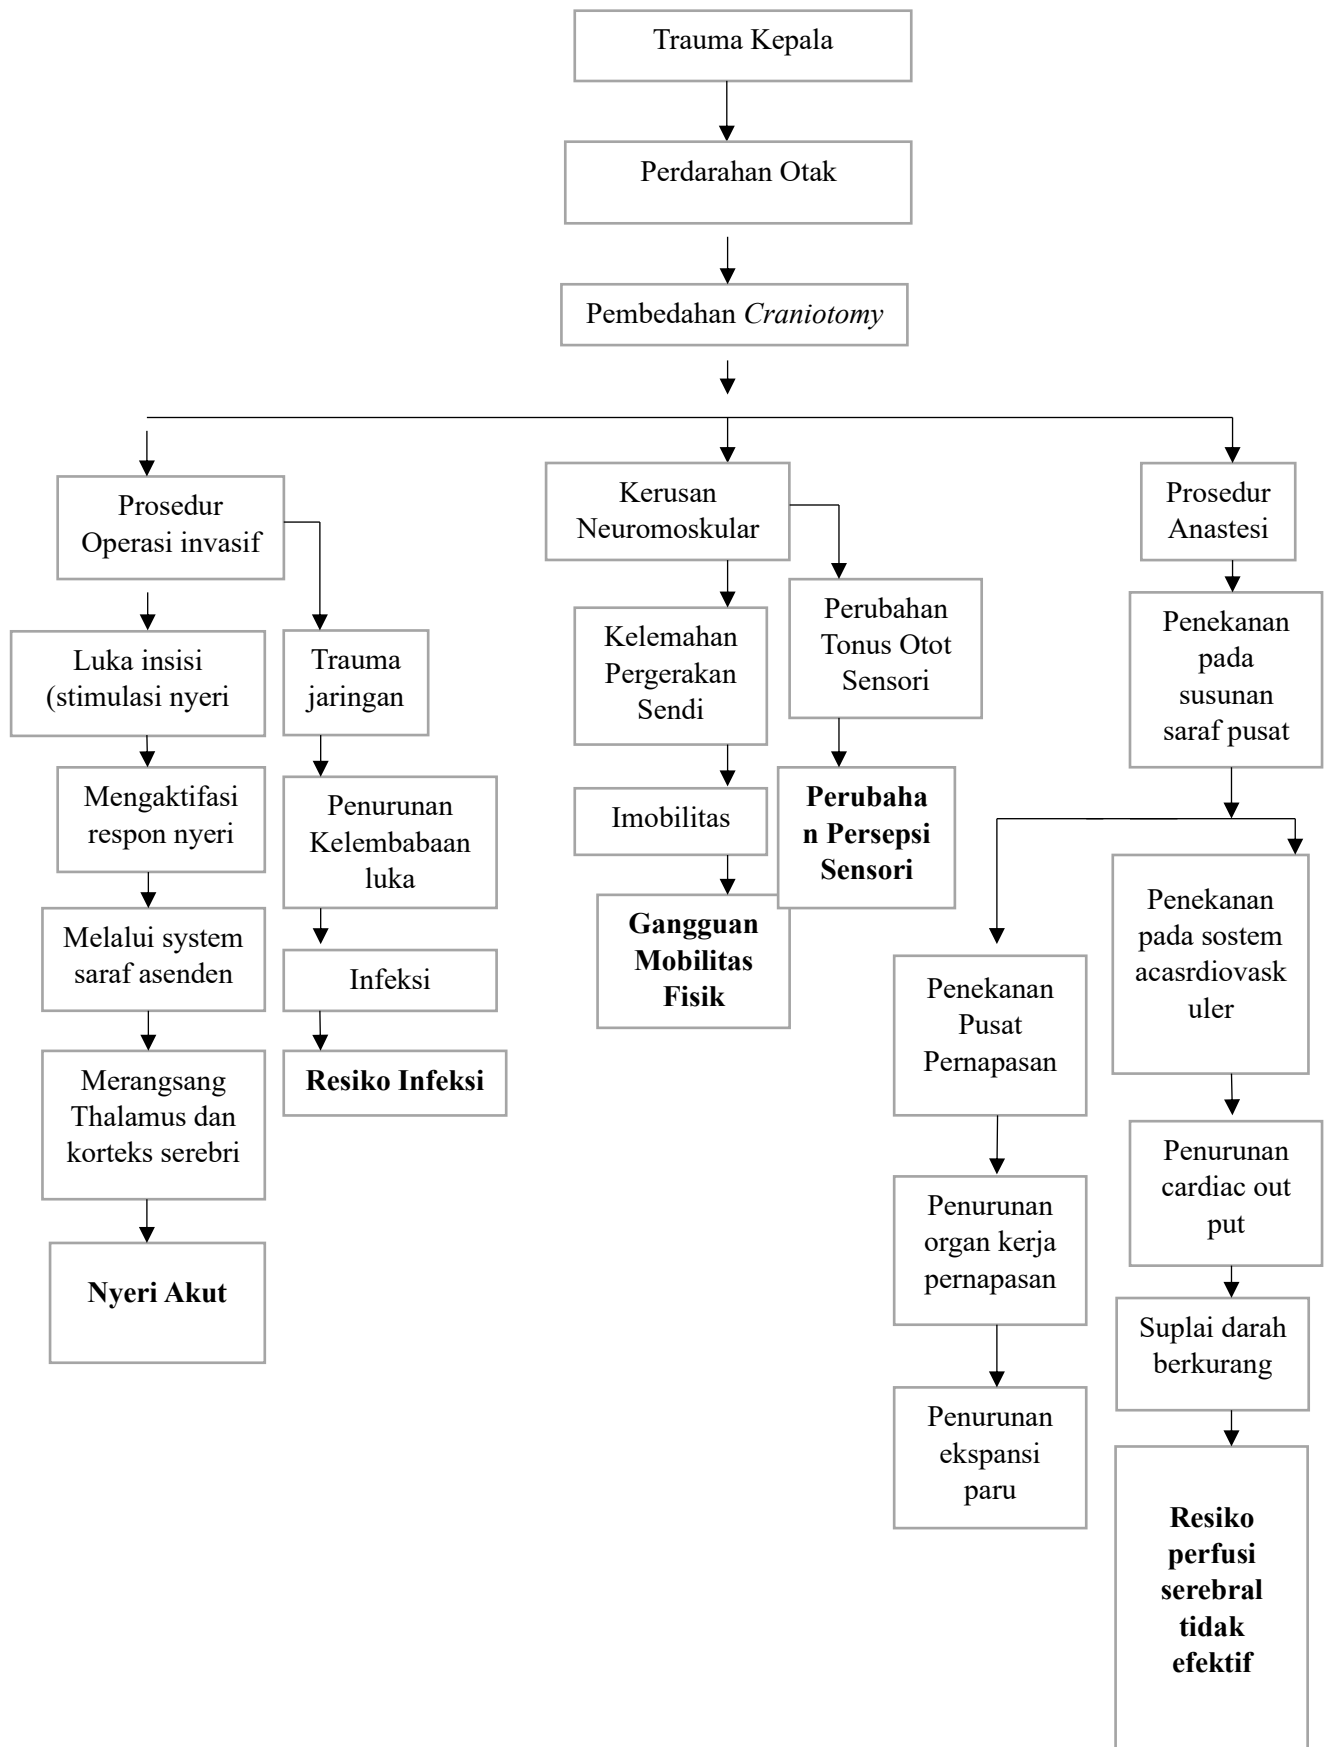 Trauma Kepala
Perdarahan Otak
Pembedahan Craniotomy
Prosedur
Operasi invasif
Luka insisi
(stimulasi nyeri
Mengaktifasi
respon nyeri
Melalui system
saraf asenden
Merangsang
Thalamus dan
korteks serebri
Nyeri Akut
Trauma
jaringan
Penurunan
Kelembabaan
luka
Infeksi
Resiko Infeksi
Kerusan
Neuromoskular
Kelemahan
Pergerakan
Sendi
Imobilitas
Gangguan
Mobilitas
Fisik
Perubahan
Tonus Otot
Sensori
Perubaha
n Persepsi
Sensori
Prosedur
Anastesi
Penekanan
pada
susunan
saraf pusat
Penekanan
Pusat
Pernapasan
Penurunan
organ kerja
pernapasan
Penurunan
ekspansi
paru
Penekanan
pada sostem
acasrdiovask
uler
Penurunan
cardiac out
put
Suplai darah
berkurang
Resiko
perfusi
serebral
tidak
efektif